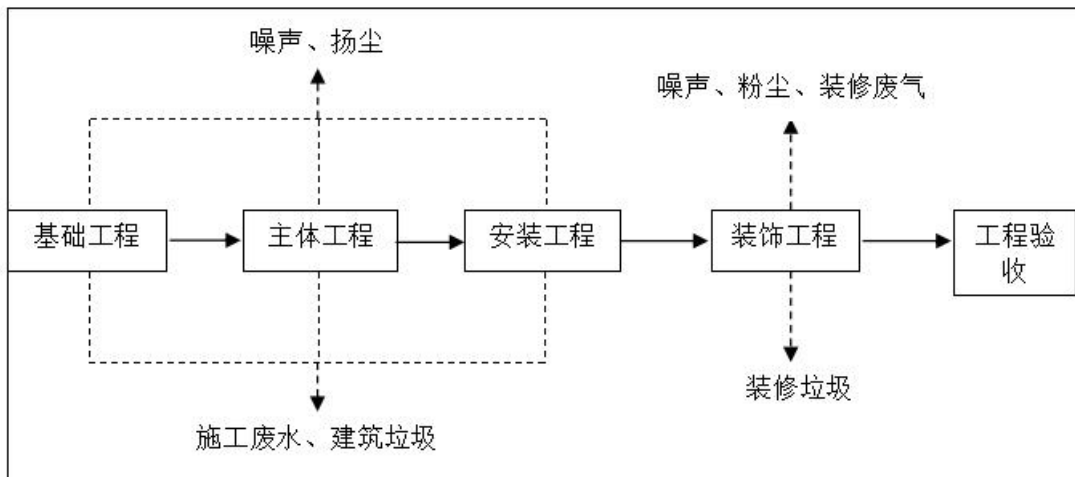 噪声、扬尘
噪声、粉尘、装修废气
基础工程
主体工程
安装工程
装饰工程
工程验
收
装修垃圾
施工废水、建筑垃圾